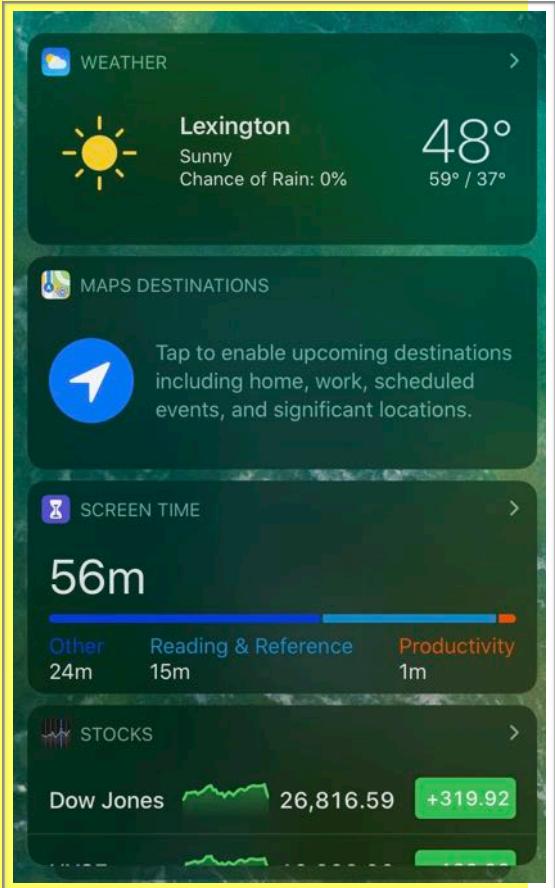 WEATHER
Lexington
48°
Sunny
Chance of Rain: 0%
59° / 37°
MAPS DESTINATIONS
Tap to enable upcoming destinations
including home, work, scheduled
events, and significant locations.
SCREEN TIME
56m
Other Reading & Reference Productivity
24m 15m 1m
STOCKS
Dow Jones 26,816.59 +319.92